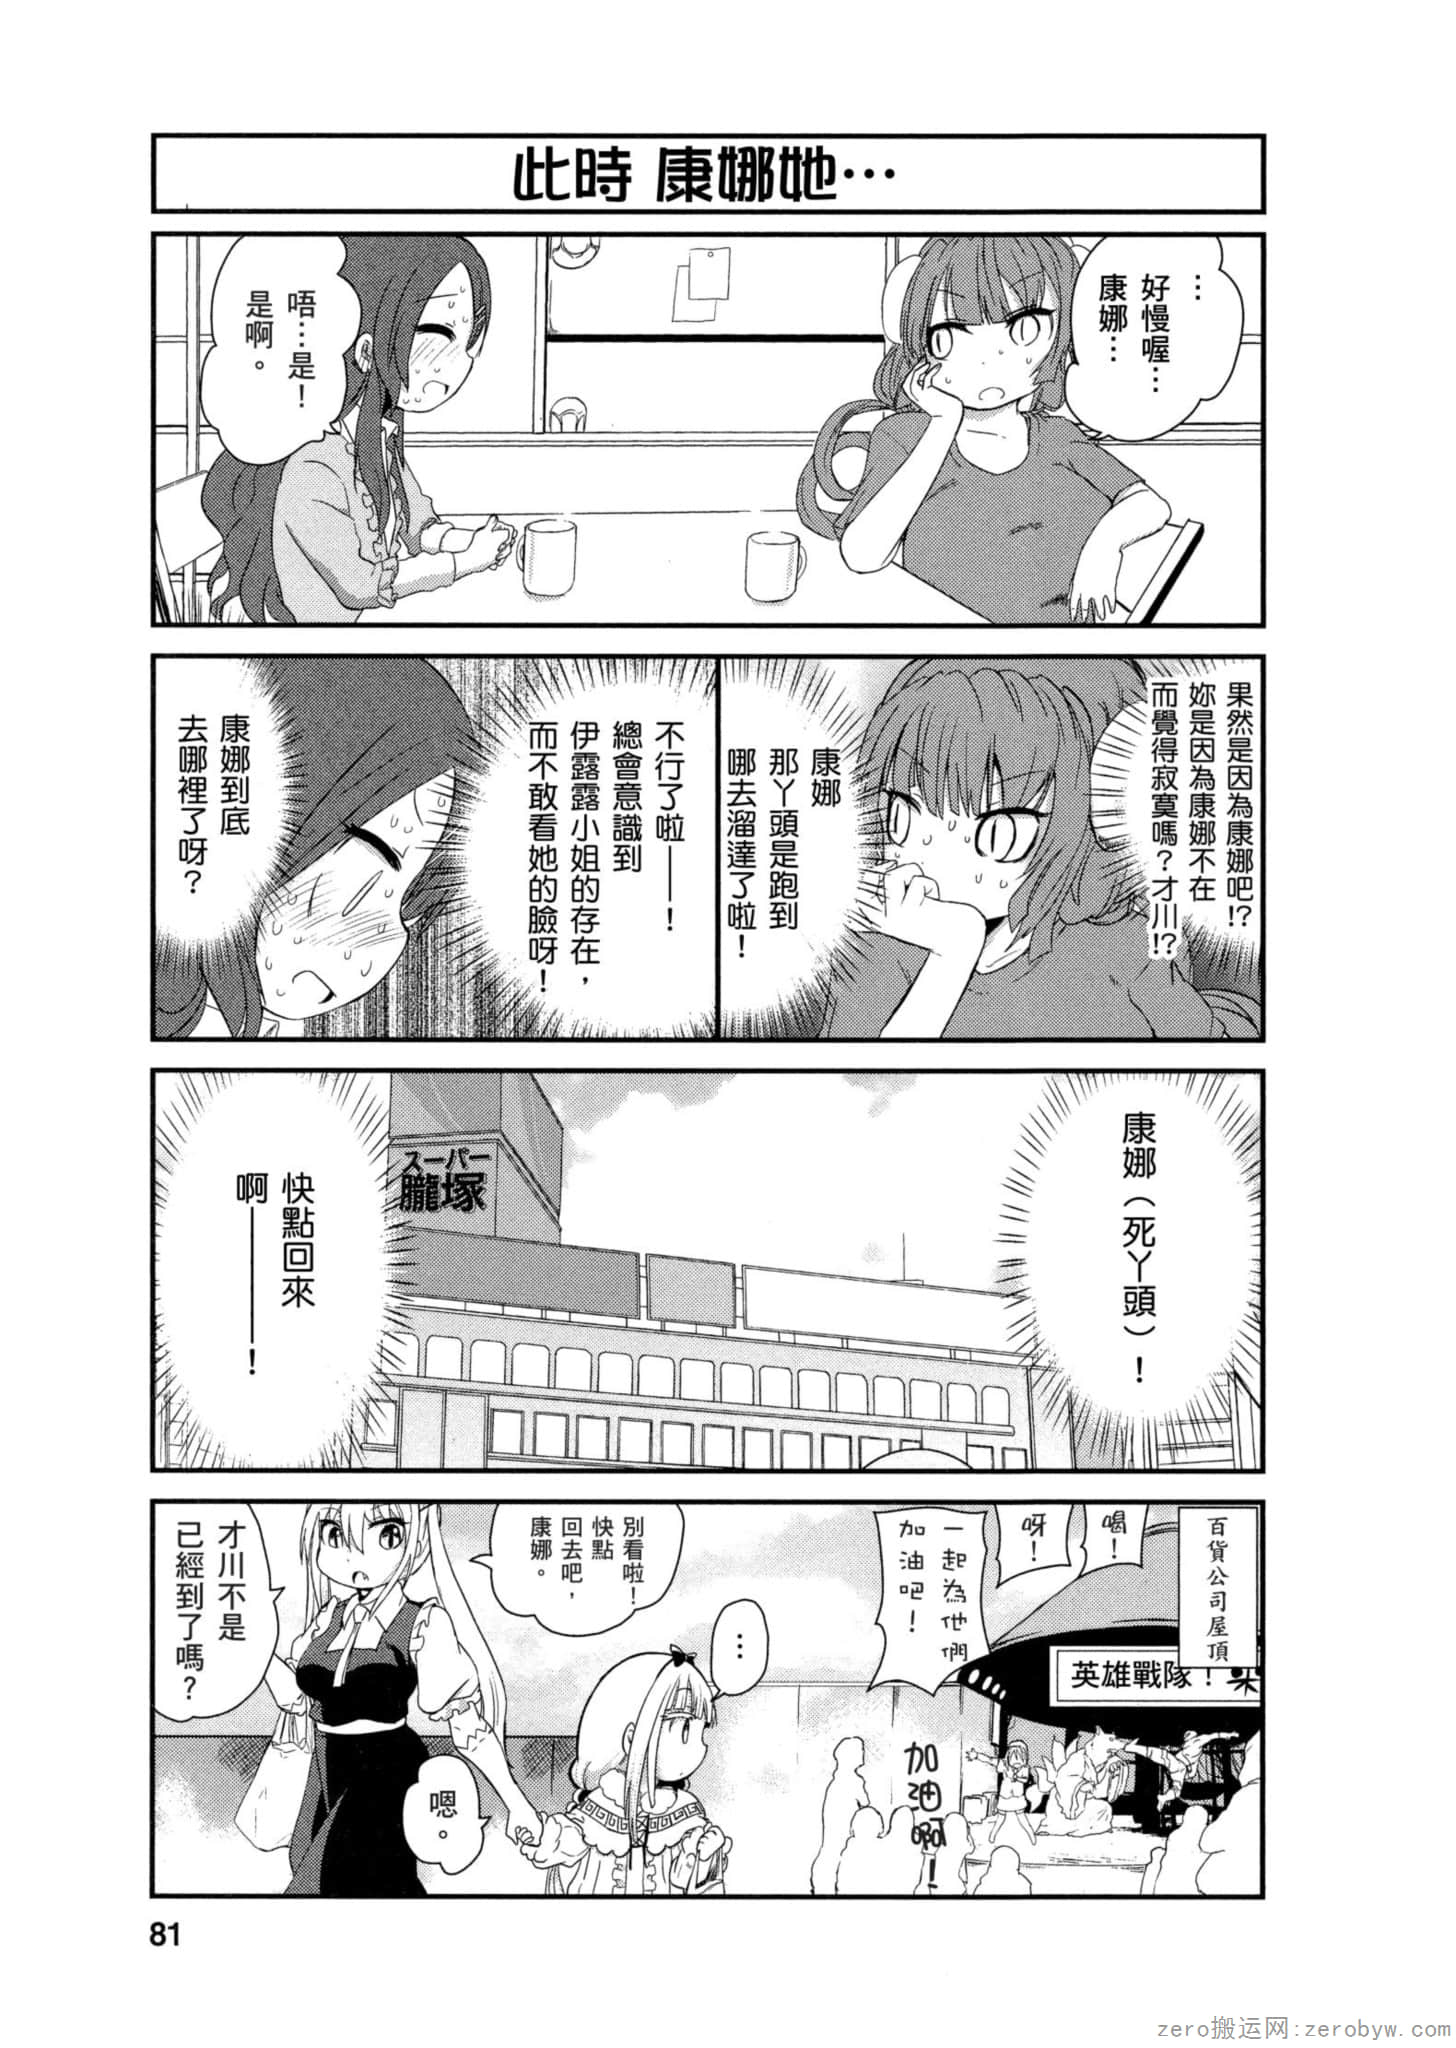 此時 康娜她…
…
好慢喔…
康娜…
唔…是！
是啊。
果然是因為康娜吧!?
妳是因為康娜不在
而覺得寂寞嗎？才川!?
康娜
那丫頭是跑到
哪去溜達了啦！
不行了啦——！
總會意識到
伊露露小姐的存在，
而不敢看她的臉呀！
康娜到底
去哪裡了呀？
康娜（死丫頭）！
スーパー
朧塚
快點回來
啊———！
百貨公司屋頂
喝！
呀！
一起為他們
加油吧！
英雄戰隊！
加油啊！
…
別看啦！
快點
回去吧，
康娜。
嗯。
才川不是
已經到了嗎？
81
zero搬运网:zerobyw.com